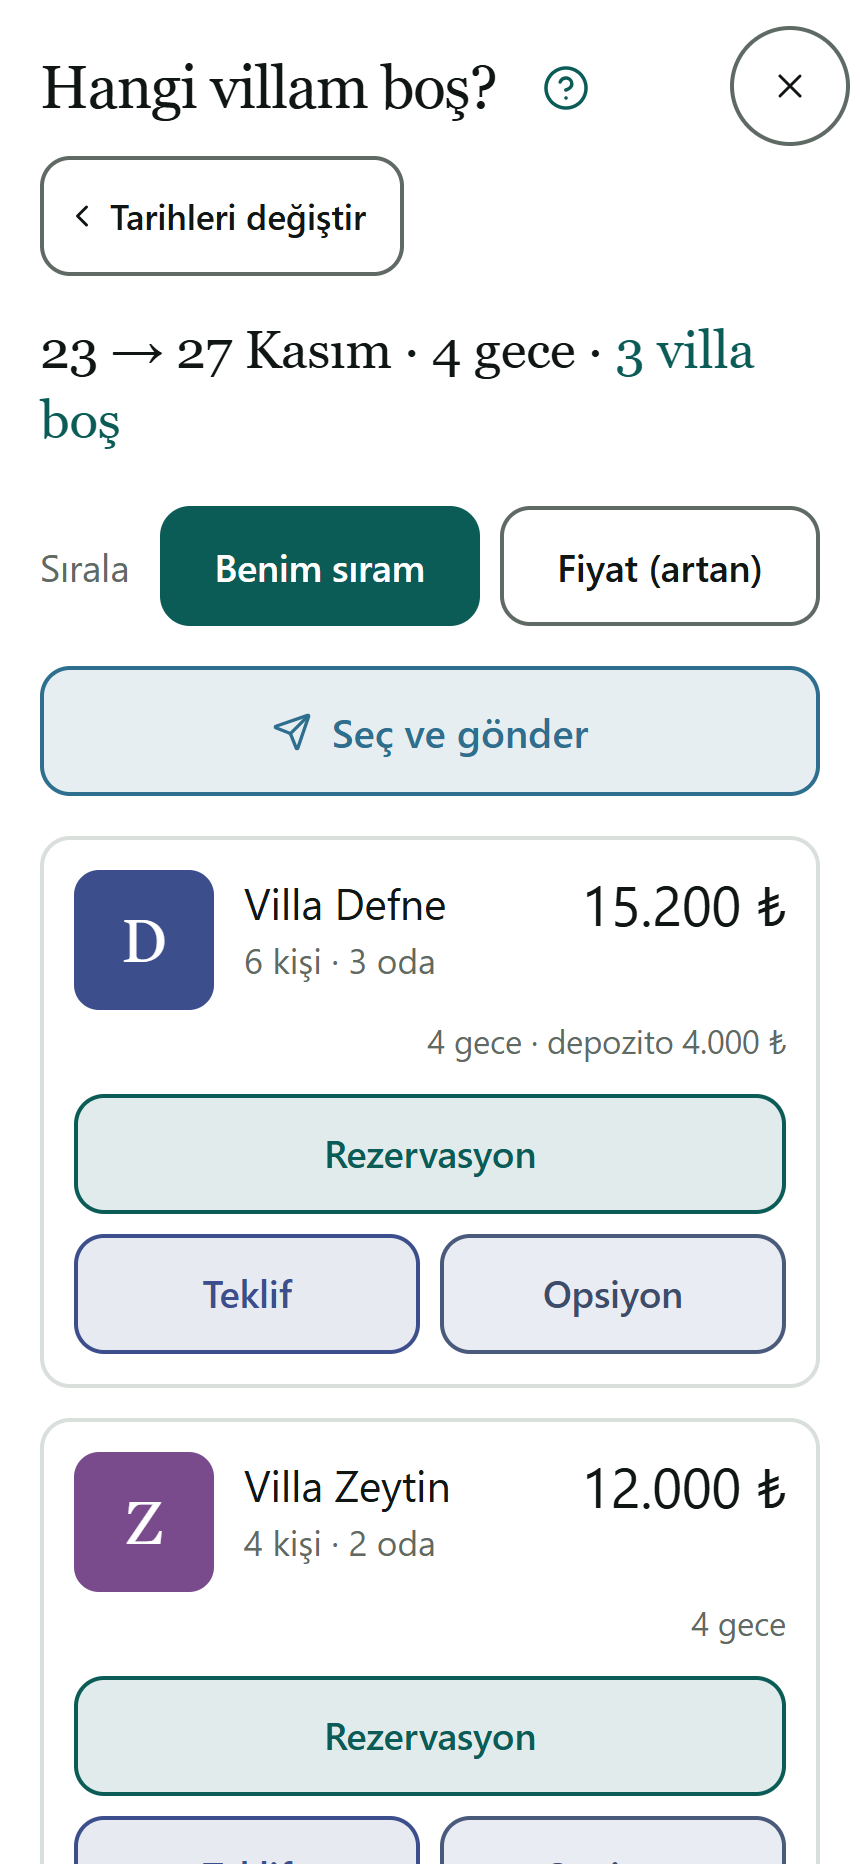 Hangi villam boş?
Tarihleri değiştir
23 → 27 Kasım · 4 gece · 3 villa
boş
Sırala
Benim sıram
Fiyat (artan)
Seç ve gönder
D
Villa Defne
15.200 ₺
6 kişi · 3 oda
4 gece · depozito 4.000 ₺
Rezervasyon
Teklif
Opsiyon
Z
Villa Zeytin
12.000 ₺
4 kişi · 2 oda
4 gece
Rezervasyon